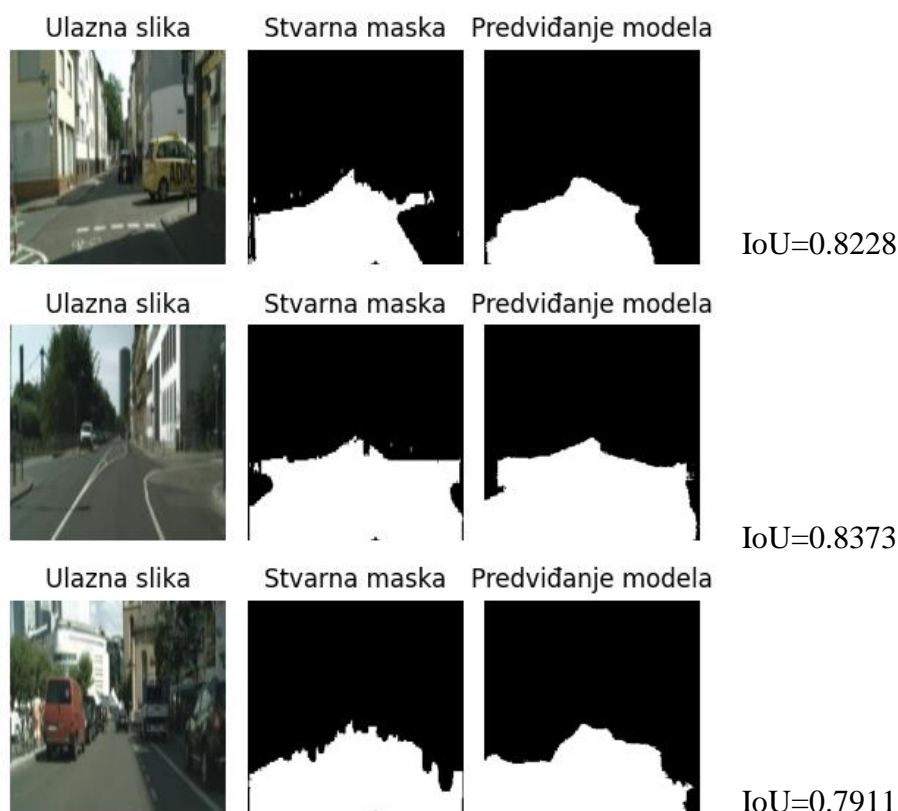 Ulazna slika Stvarna maska Predviđanje modela
ADAC
IoU=0.8228
Ulazna slika Stvarna maska Predviđanje modela
IoU=0.8373
Ulazna slika Stvarna maska Predviđanje modela
IoU=0.7911